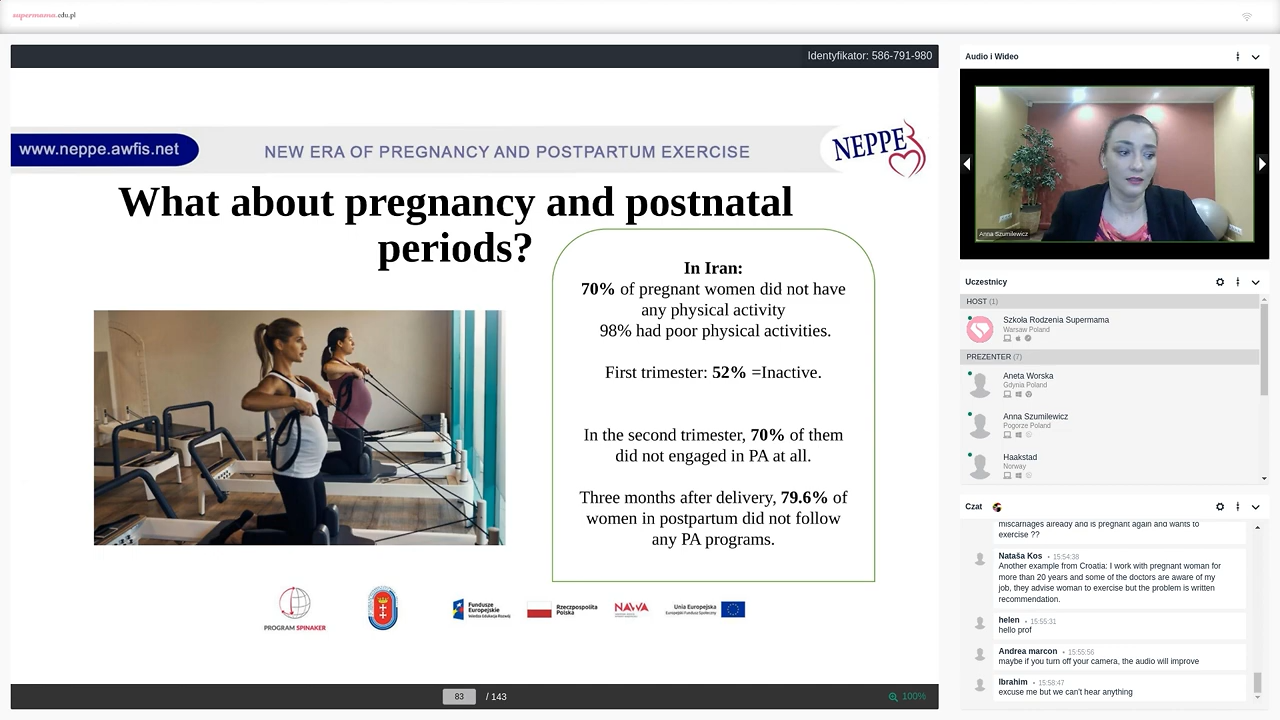 supermama.edu.pl
Identyfikator: 586-791-980
www.neppe.awfis.net
NEW ERA OF PREGNANCY AND POSTPARTUM EXERCISE
NEPPE
What about pregnancy and postnatal
periods?
In Iran:
70% of pregnant women did not have
any physical activity
98% had poor physical activities.
First trimester: 52% =Inactive.
In the second trimester, 70% of them
did not engaged in PA at all.
Three months after delivery, 79.6% of
women in postpartum did not follow
any PA programs.
PROGRAM SPINAKER
Fundusze
Europejskie
Wiedza Edukacja Rozwój
Rzeczpospolita
Polska
NAWA
Unia Europejska
Europejski Fundusz Społeczny
83 / 143
100%
Audio i Wideo
Anna Szumilewicz
Uczestnicy
HOST (1)
Szkoła Rodzenia Supermama
Warsaw Poland
PREZENTER (7)
Aneta Worska
Gdynia Poland
Anna Szumilewicz
Pogorze Poland
Haakstad
Norway
Czat
miscarriages already and is pregnant again and wants to
exercise ??
Nataša Kos • 15:54:38
Another example from Croatia: I work with pregnant woman for
more than 20 years and some of the doctors are aware of my
job, they advise woman to exercise but the problem is written
recommendation.
helen • 15:55:31
hello prof
Andrea marcon • 15:55:56
maybe if you turn off your camera, the audio will improve
Ibrahim • 15:58:47
excuse me but we can't hear anything